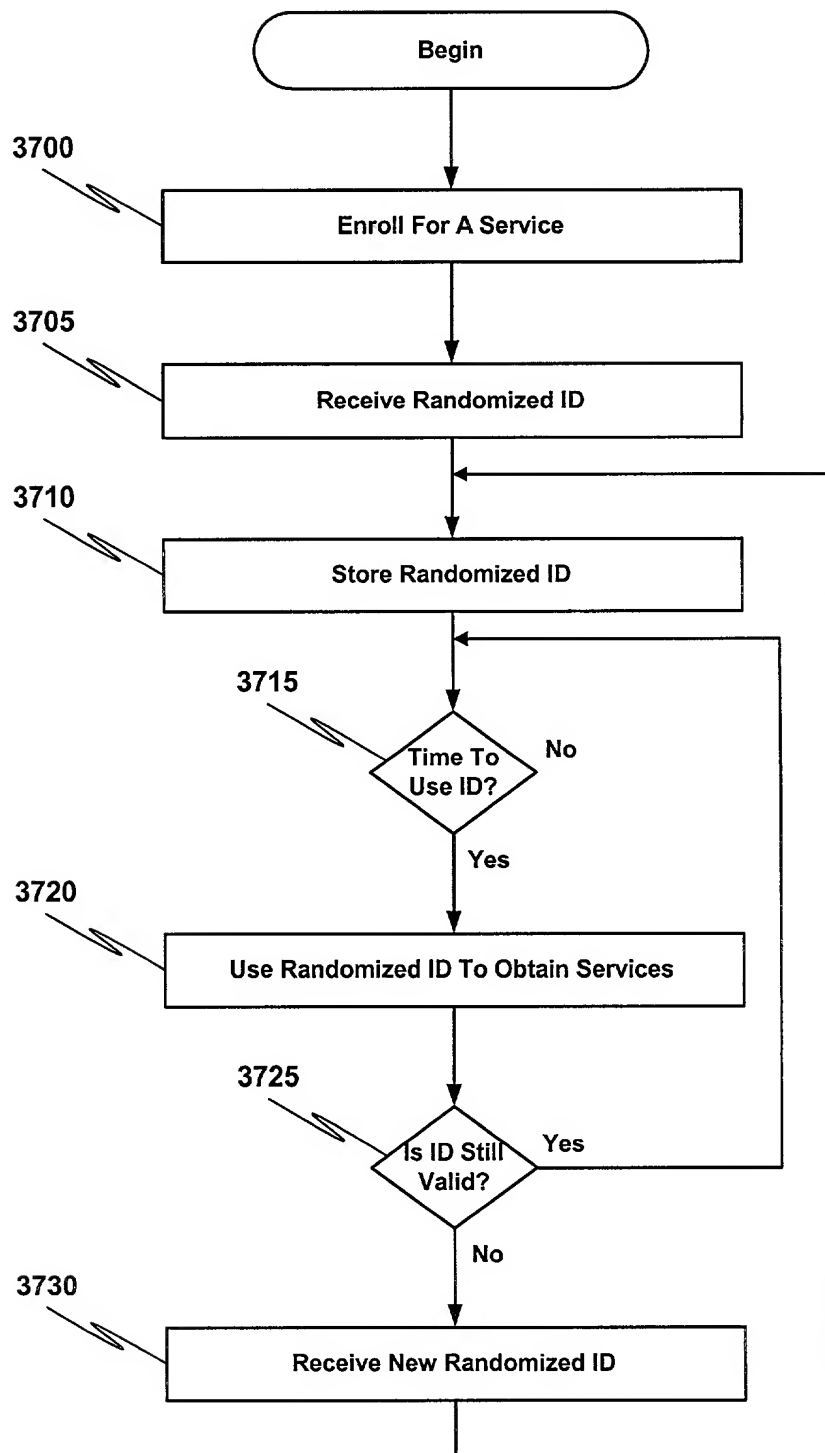 Begin
3700
Enroll For A Service
3705
Receive Randomized ID
3710
Store Randomized ID
3715
Time To
Use ID?
No
Yes
3720
Use Randomized ID To Obtain Services
3725
Is ID Still
Valid?
Yes
No
3730
Receive New Randomized ID